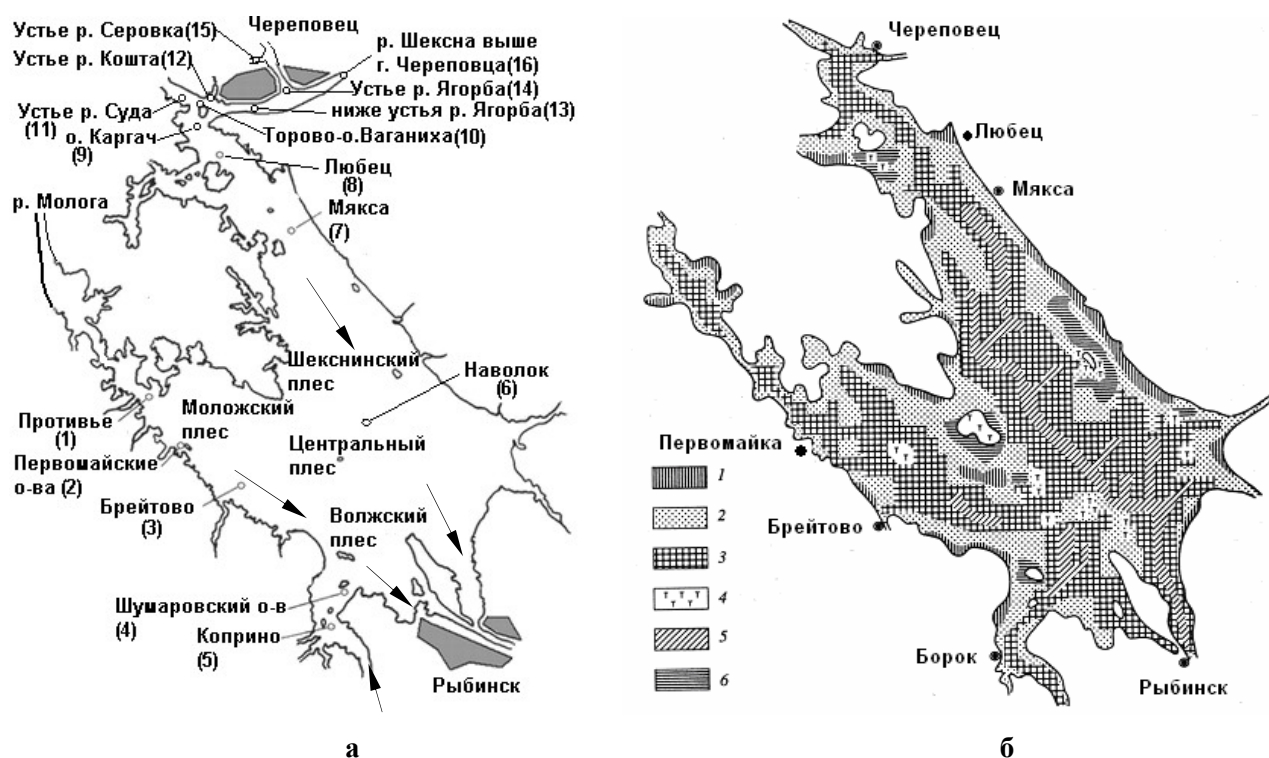 Череповец
Устье р. Серовка(15)
Устье р. Кошта(12)
р. Шексна выше
г. Череповца(16)
Устье р. Ягорба(14)
ниже устья р. Ягорба(13)
Устье р. Суда
(11)
о. Каргач
(9)
Торово-о.Ваганиха(10)
Любец
(8)
Мякса
(7)
р. Молога
Шекснинский
плес
Наволок
(6)
Противье
(1)
Моложский
плес
Центральный
плес
Первомайские
о-ва (2)
Брейтово
(3)
Волжский
плес
Шумаровский о-в
(4)
Коприно
(5)
Рыбинск
а
Череповец
Любец
Мякса
Первомайка
Брейтово
Борок
Рыбинск
1
2
3
4
5
6
б